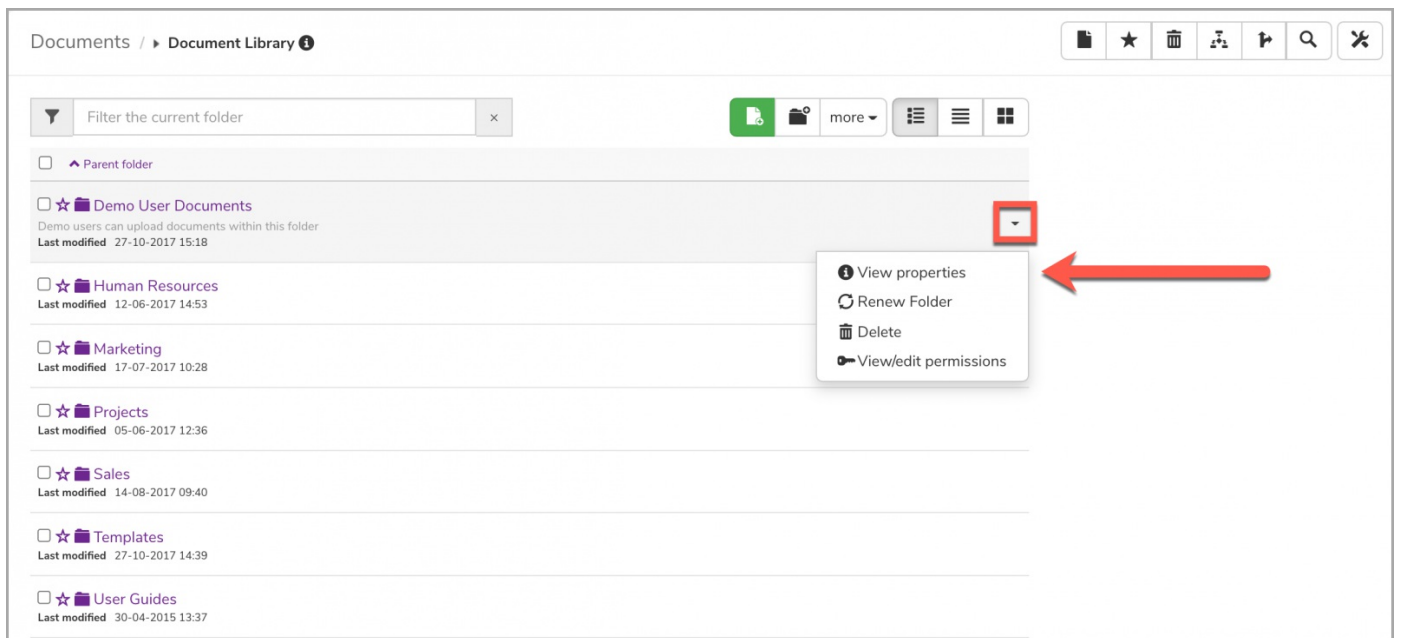 Documents / Document Library
Filter the current folder ×
more
Parent folder
Demo User Documents
Demo users can upload documents within this folder
Last modified 27-10-2017 15:18
View properties
Renew Folder
Delete
View/edit permissions
Human Resources
Last modified 12-06-2017 14:53
Marketing
Last modified 17-07-2017 10:28
Projects
Last modified 05-06-2017 12:36
Sales
Last modified 14-08-2017 09:40
Templates
Last modified 27-10-2017 14:39
User Guides
Last modified 30-04-2015 13:37